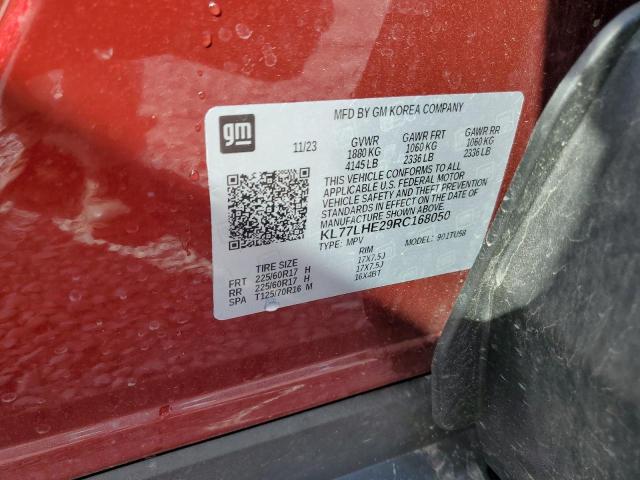 gm
MFD BY GM KOREA COMPANY
11/23
GVWR GAWR FRT GAWR RR
1880 KG 1060 KG 1060 KG
4145 LB 2336 LB 2336 LB
THIS VEHICLE CONFORMS TO ALL
APPLICABLE U.S. FEDERAL MOTOR
VEHICLE SAFETY AND THEFT PREVENTION
STANDARDS IN EFFECT ON THE DATE OF
MANUFACTURE SHOWN ABOVE.
KL77LHE29RC168050
TYPE: MPV MODEL: 901TU58
TIRE SIZE RIM
FRT 225/60R17 H 17X7.5J
RR 225/60R17 H 17X7.5J
SPA T125/70R16 M 16X4BT